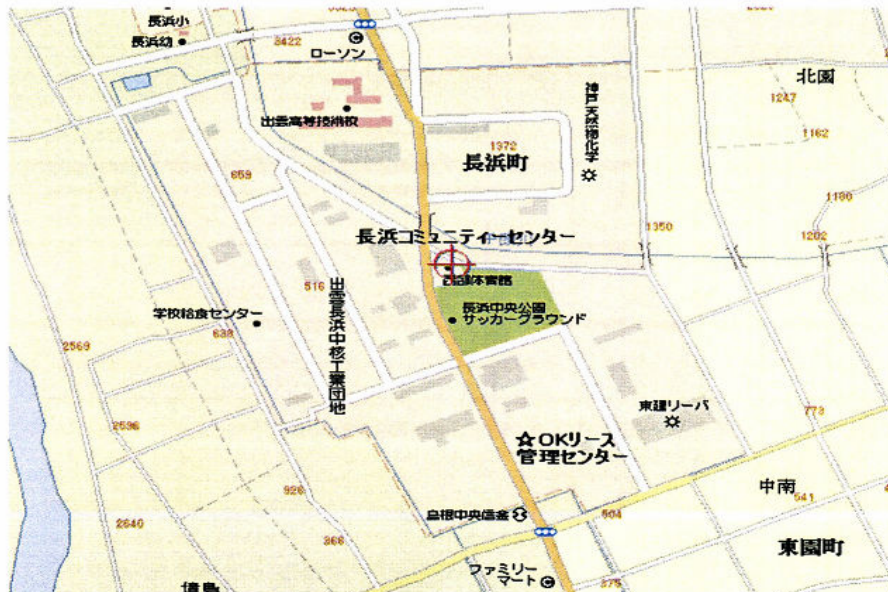 長浜小
長浜幼
3422
ローソン
北園
1247
1162
出雲高等技術校
神戸天然物化学
1372
長浜町
659
1180
1350
1202
長浜コミュニティーセンター
516
長浜中央公園
サッカーグラウンド
学校給食センター
638
出雲長浜中核工業団地
2569
東建リーバ
773
2596
☆OKリース
管理センター
中南
541
926
2640
島根中央信金
504
366
東園町
ファミリー
マート
375